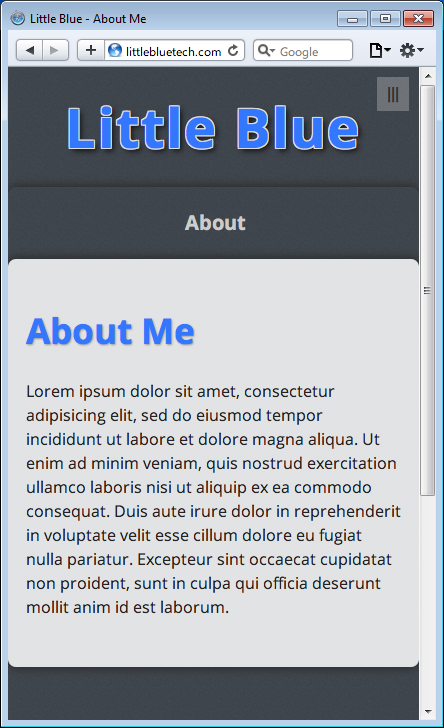 Little Blue - About Me
littlebluetech.com
Google
Little Blue
About
About Me
Lorem ipsum dolor sit amet, consectetur
adipisicing elit, sed do eiusmod tempor
incididunt ut labore et dolore magna aliqua. Ut
enim ad minim veniam, quis nostrud exercitation
ullamco laboris nisi ut aliquip ex ea commodo
consequat. Duis aute irure dolor in reprehenderit
in voluptate velit esse cillum dolore eu fugiat
nulla pariatur. Excepteur sint occaecat cupidatat
non proident, sunt in culpa qui officia deserunt
mollit anim id est laborum.